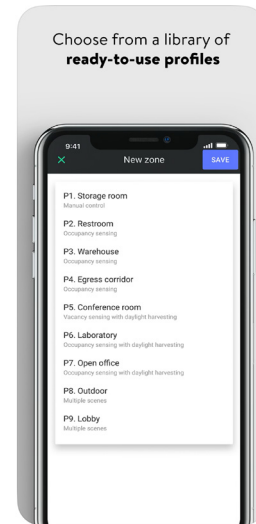 Choose from a library of
ready-to-use profiles
9:41
New zone
SAVE
P1. Storage room
Manual control
P2. Restroom
Occupancy sensing
P3. Warehouse
Occupancy sensing
P4. Egress corridor
Occupancy sensing
P5. Conference room
Vacancy sensing with daylight harvesting
P6. Laboratory
Occupancy sensing with daylight harvesting
P7. Open office
Occupancy sensing with daylight harvesting
P8. Outdoor
Multiple scenes
P9. Lobby
Multiple scenes